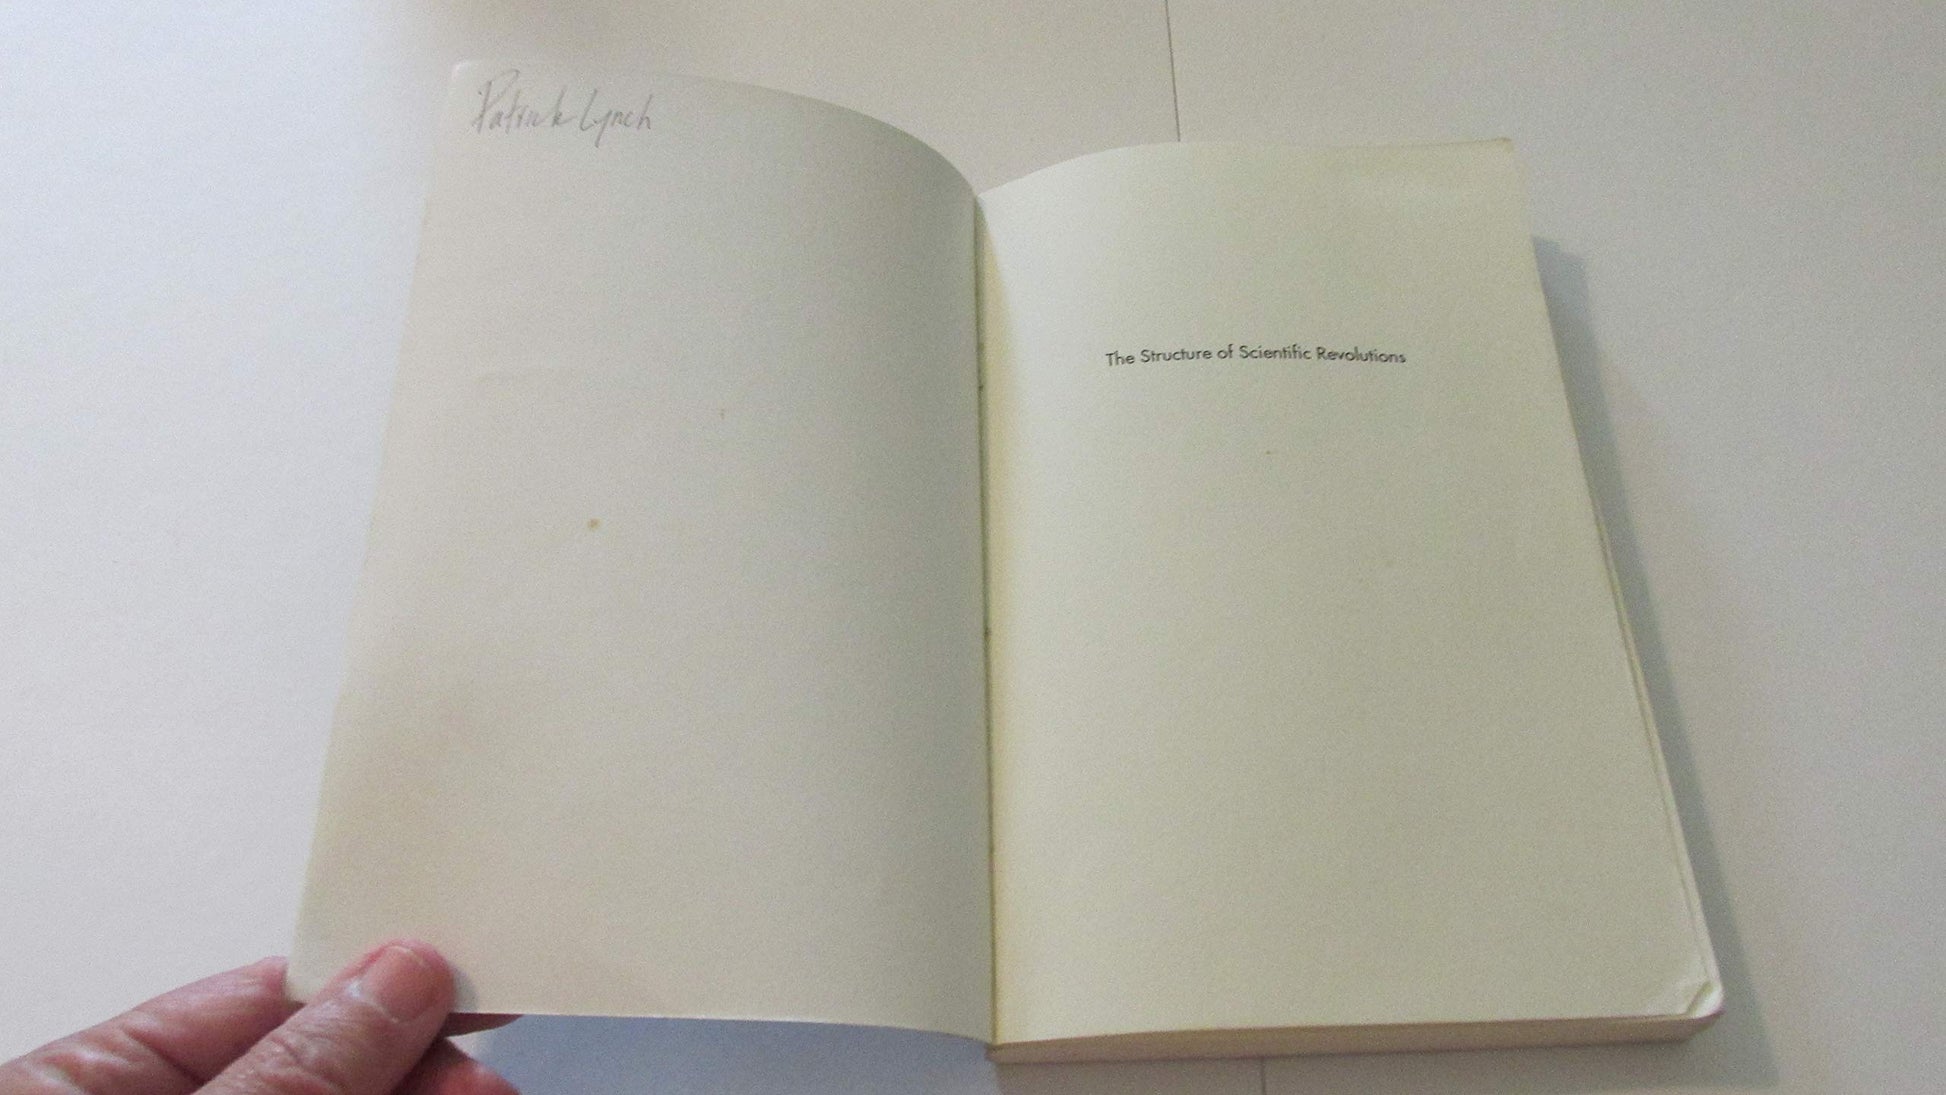 Patrick Lynch
The Structure of Scientific Revolutions